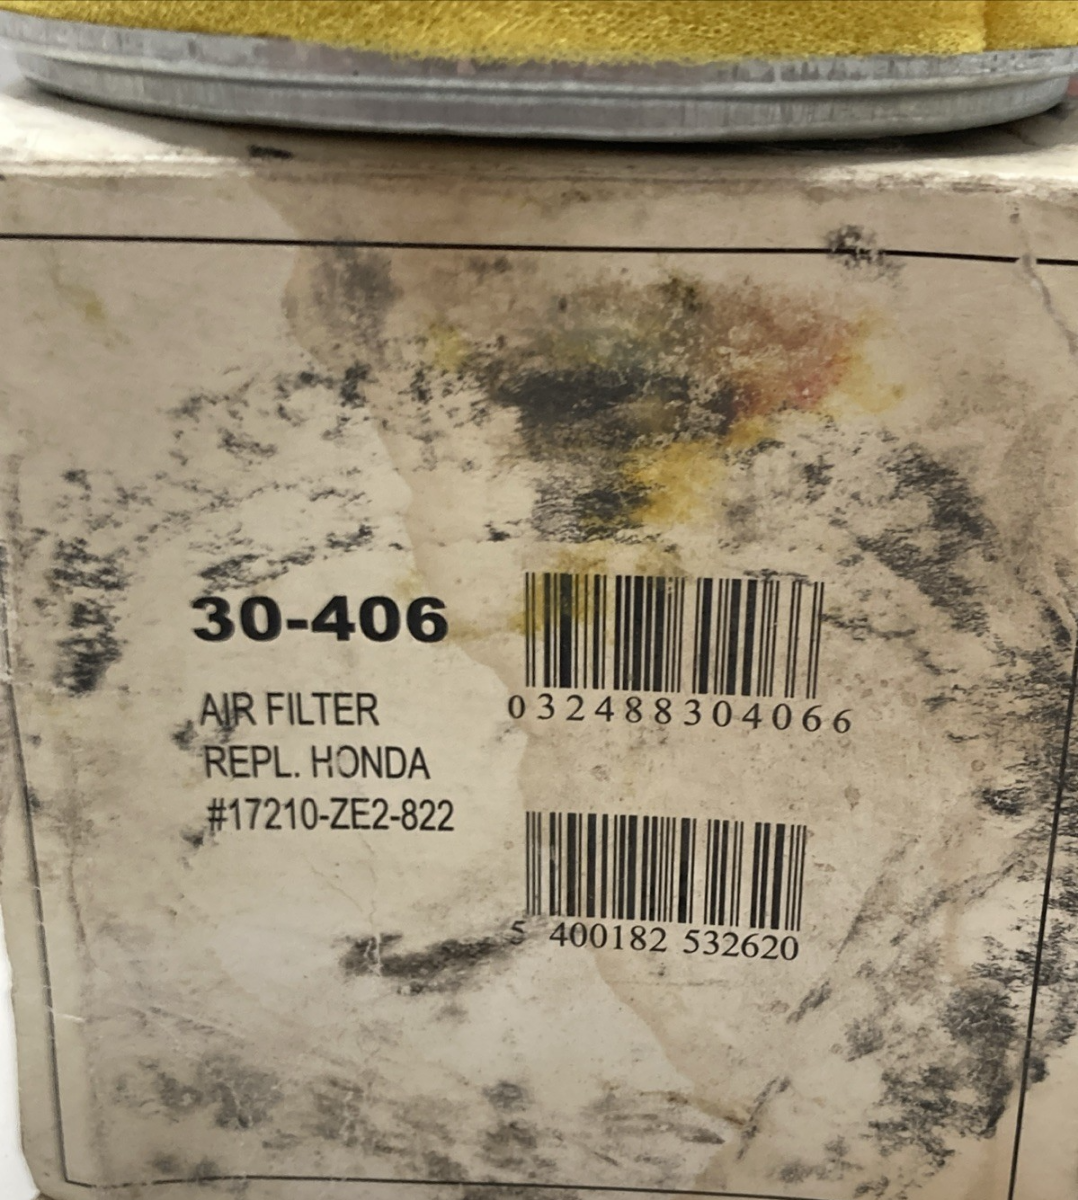 30-406
AIR FILTER
REPL. HONDA
#17210-ZE2-822
032488304066
5 400182 532620